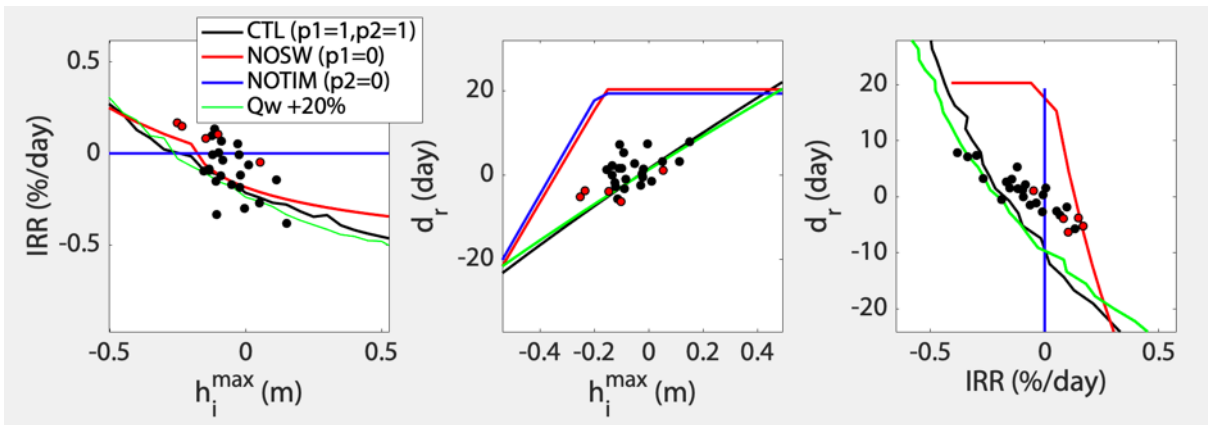 CTL (p1=1,p2=1)
NOSW (p1=0)
NOTIM (p2=0)
Qw +20%
0.5
0
-0.5
IRR (%/day)
-0.5
0
0.5
h_i^max (m)
20
0
-20
d_r (day)
-0.4
-0.2
0
0.2
0.4
h_i^max (m)
20
10
0
-10
-20
d_r (day)
-0.5
0
0.5
IRR (%/day)